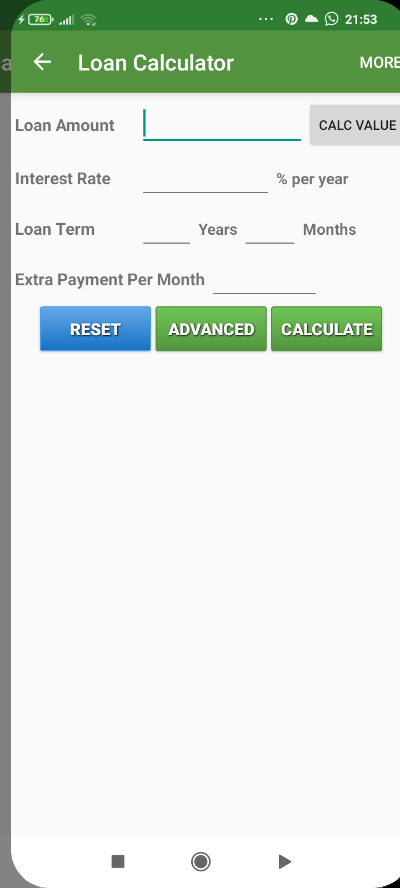 76 21:53
a
Loan Calculator MORE
Loan Amount CALC VALUE
Interest Rate % per year
Loan Term Years Months
Extra Payment Per Month
RESET ADVANCED CALCULATE